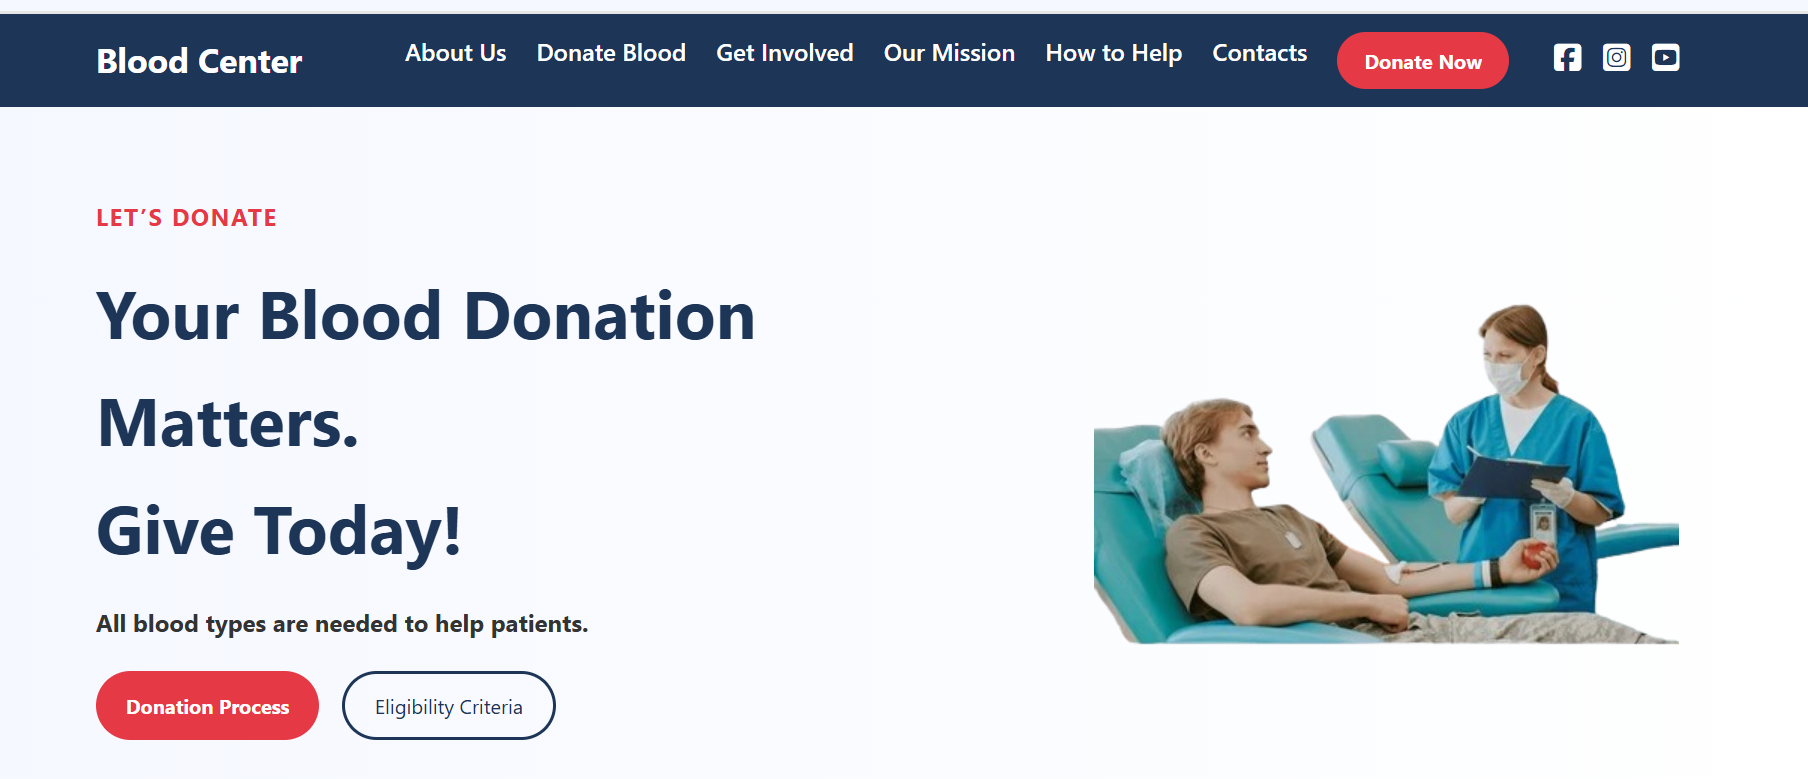 Blood Center
About Us
Donate Blood
Get Involved
Our Mission
How to Help
Contacts
Donate Now
LET’S DONATE
Your Blood Donation
Matters.
Give Today!
All blood types are needed to help patients.
Donation Process
Eligibility Criteria